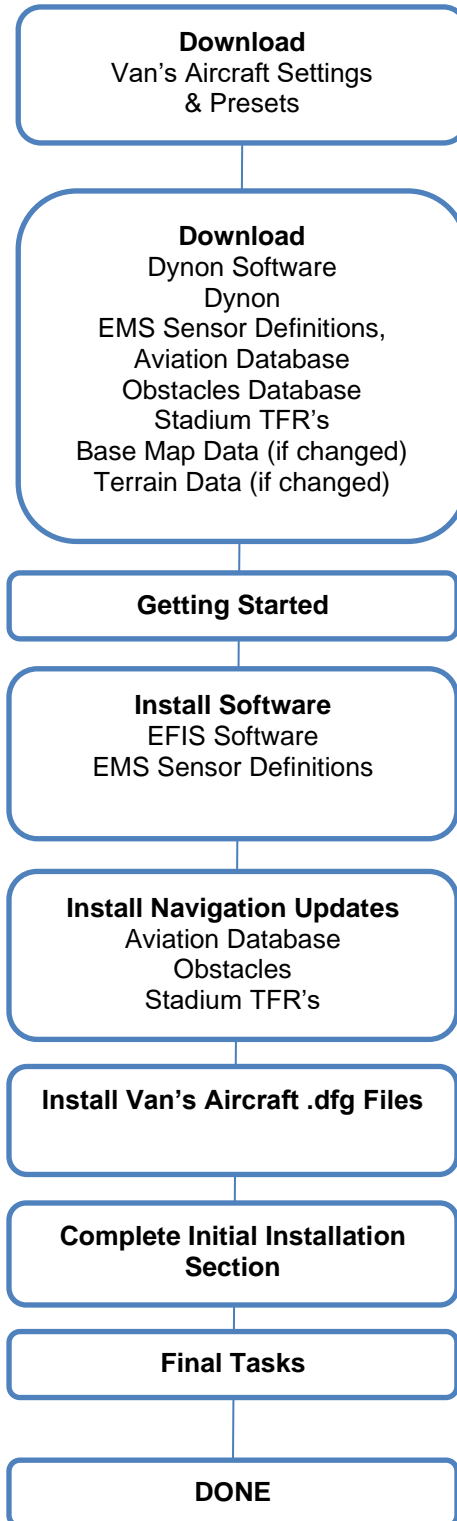 Download
Van’s Aircraft Settings
& Presets
Download
Dynon Software
Dynon
EMS Sensor Definitions,
Aviation Database
Obstacles Database
Stadium TFR’s
Base Map Data (if changed)
Terrain Data (if changed)
Getting Started
Install Software
EFIS Software
EMS Sensor Definitions
Install Navigation Updates
Aviation Database
Obstacles
Stadium TFR’s
Install Van’s Aircraft .dfg Files
Complete Initial Installation
Section
Final Tasks
DONE